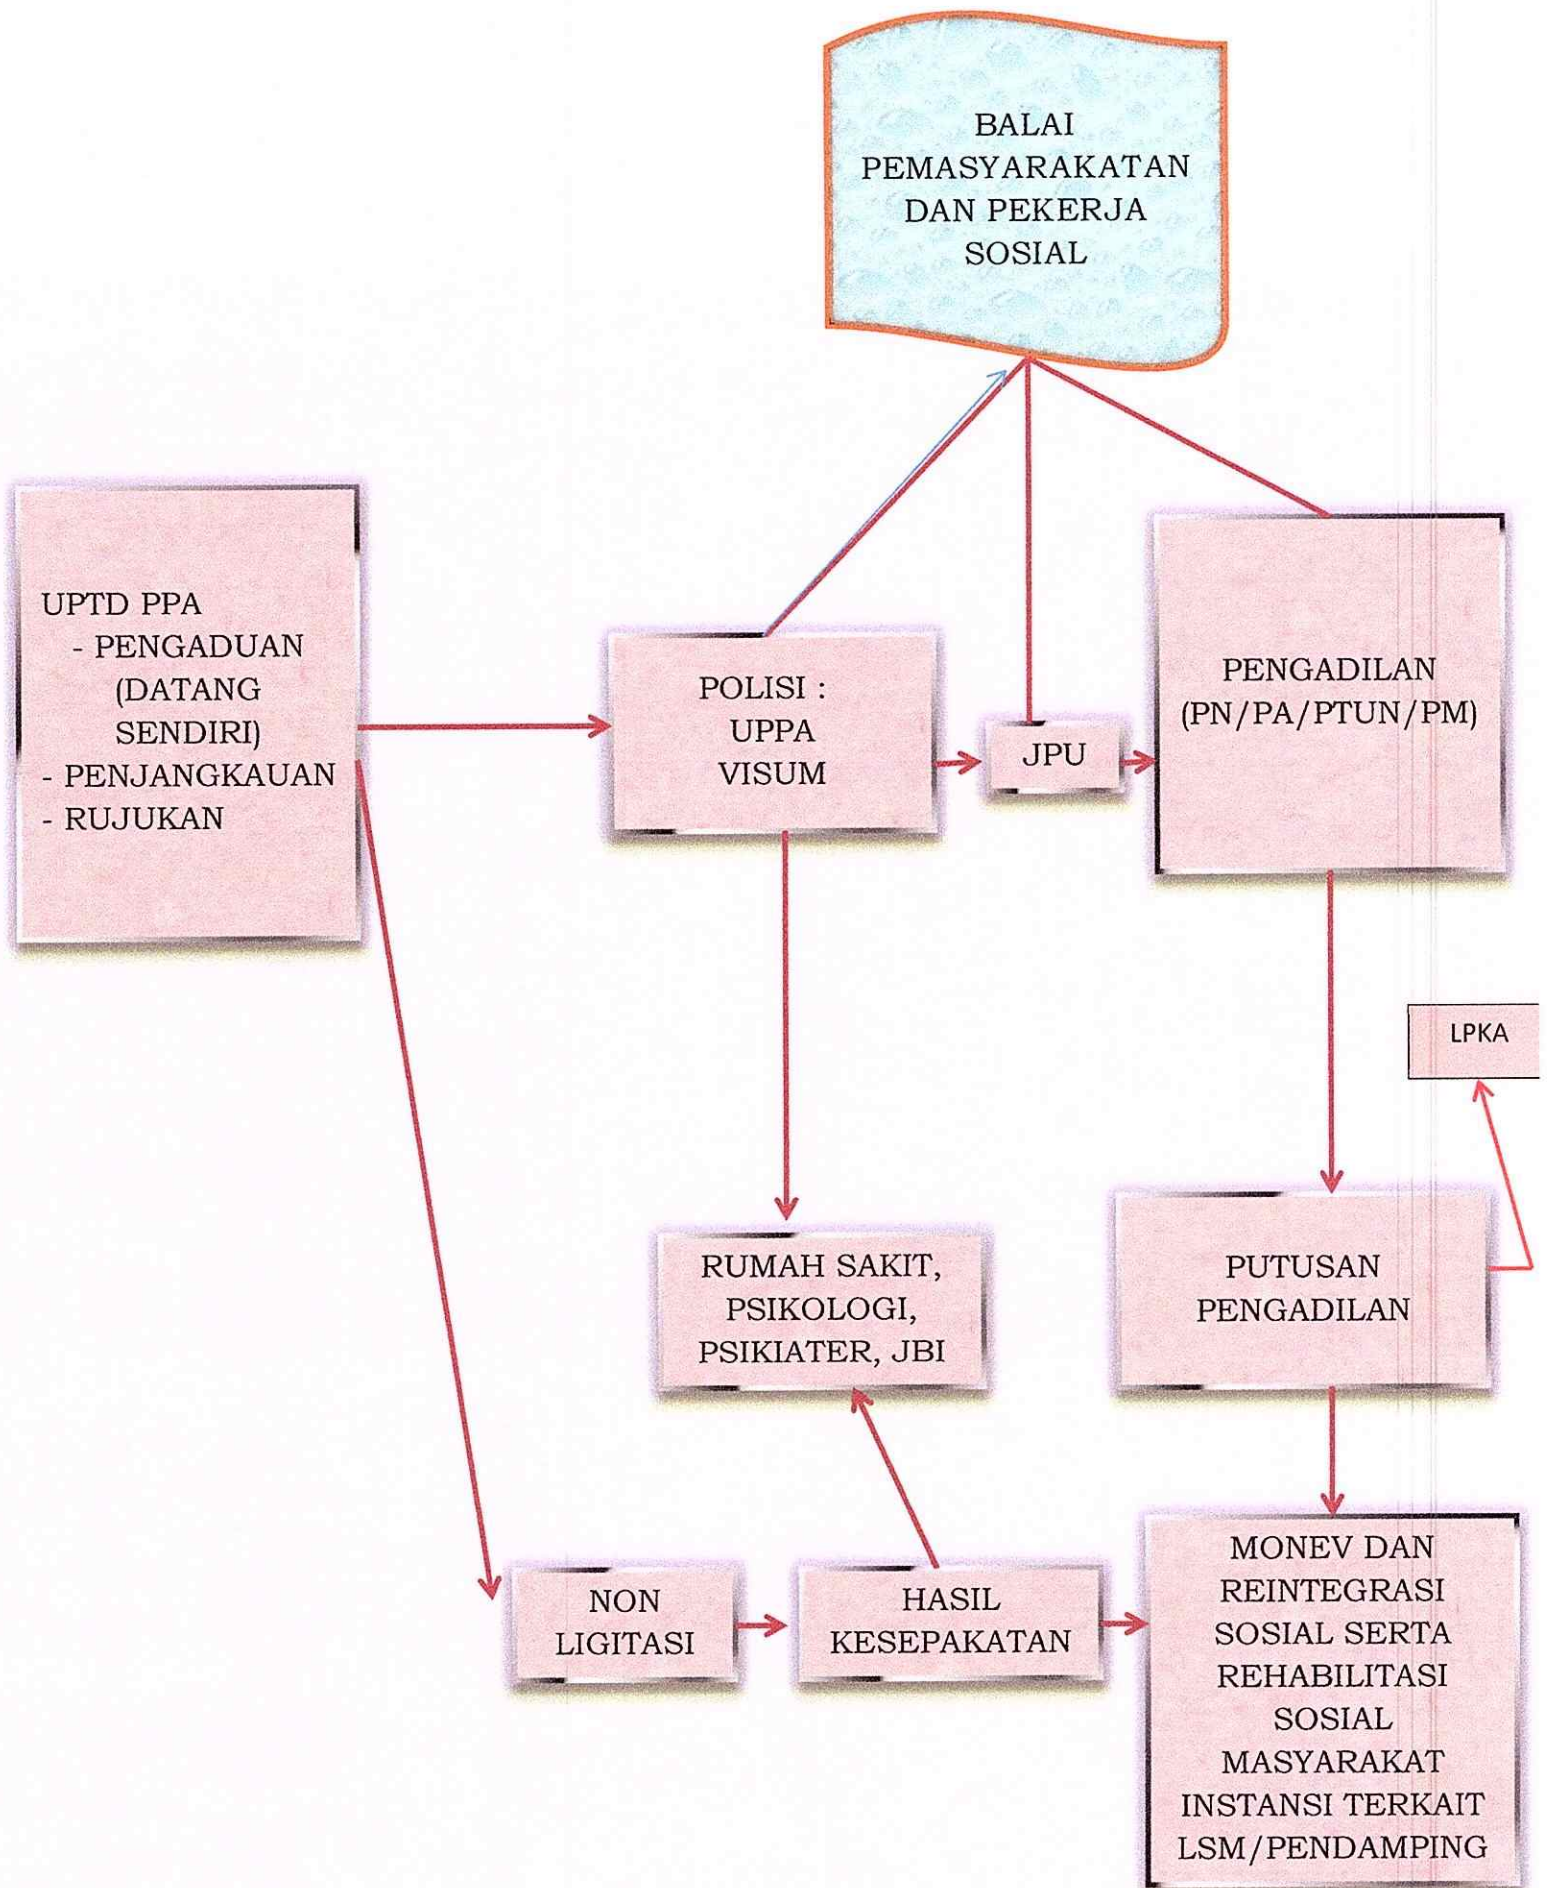 BALAI
PEMASYARAKATAN
DAN PEKERJA
SOSIAL
UPTD PPA
- PENGADUAN
(DATANG
SENDIRI)
- PENJANGKAUAN
- RUJUKAN
POLISI :
UPPA
VISUM
JPU
PENGADILAN
(PN/PA/PTUN/PM)
LPKA
RUMAH SAKIT,
PSIKOLOGI,
PSIKIATER, JBI
PUTUSAN
PENGADILAN
NON
LIGITASI
HASIL
KESEPAKATAN
MONEV DAN
REINTEGRASI
SOSIAL SERTA
REHABILITASI
SOSIAL
MASYARAKAT
INSTANSI TERKAIT
LSM/PENDAMPING